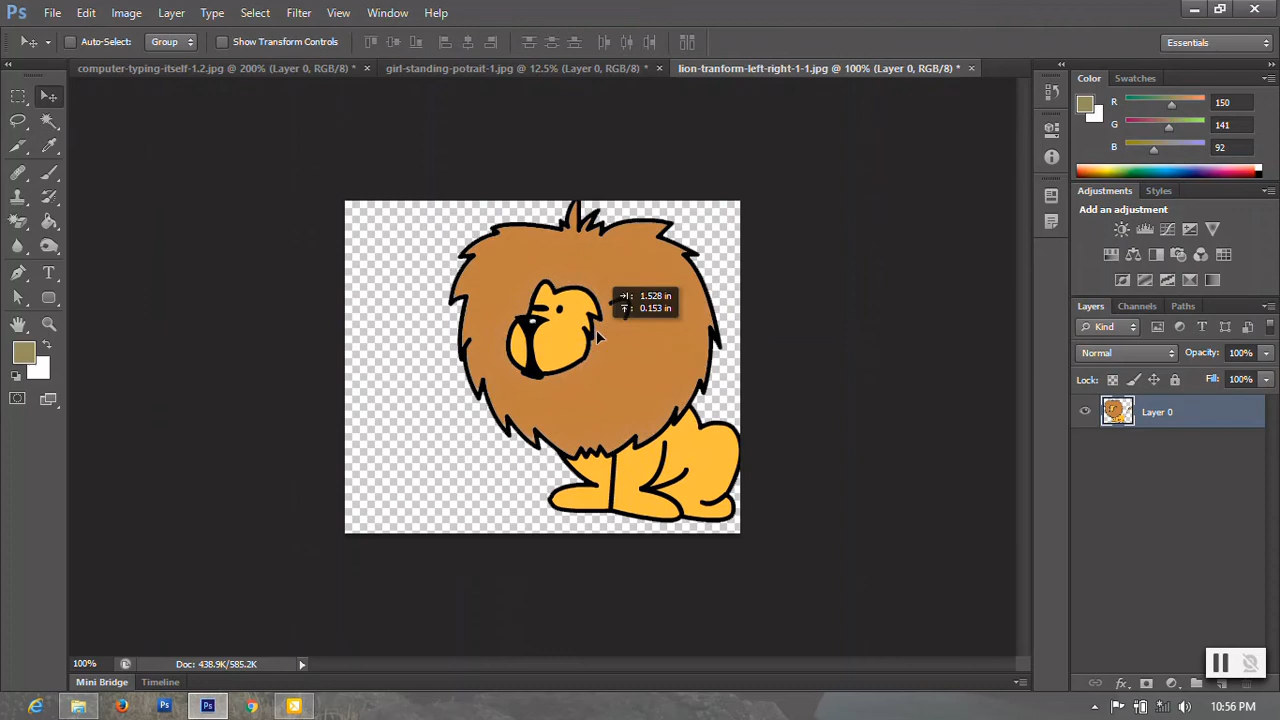 Ps File Edit Image Layer Type Select Filter View Window Help
Auto-Select: Group Show Transform Controls Essentials
computer-typing-itself-1.2.jpg @ 200% (Layer 0, RGB/8) * × girl-standing-potrait-1.jpg @ 12.5% (Layer 0, RGB/8) * × lion-tranform-left-right-1-1.jpg @ 100% (Layer 0, RGB/8) * ×
Color Swatches
R 150
G 141
B 92
Adjustments Styles
Add an adjustment
T
→|: 1.528 in
0.153 in
Layers Channels Paths
Kind T
Normal Opacity: 100%
Lock: Fill: 100%
Layer 0
100% Doc: 438.9K/585.2K
Mini Bridge Timeline
fx
Ps Ps 10:56 PM